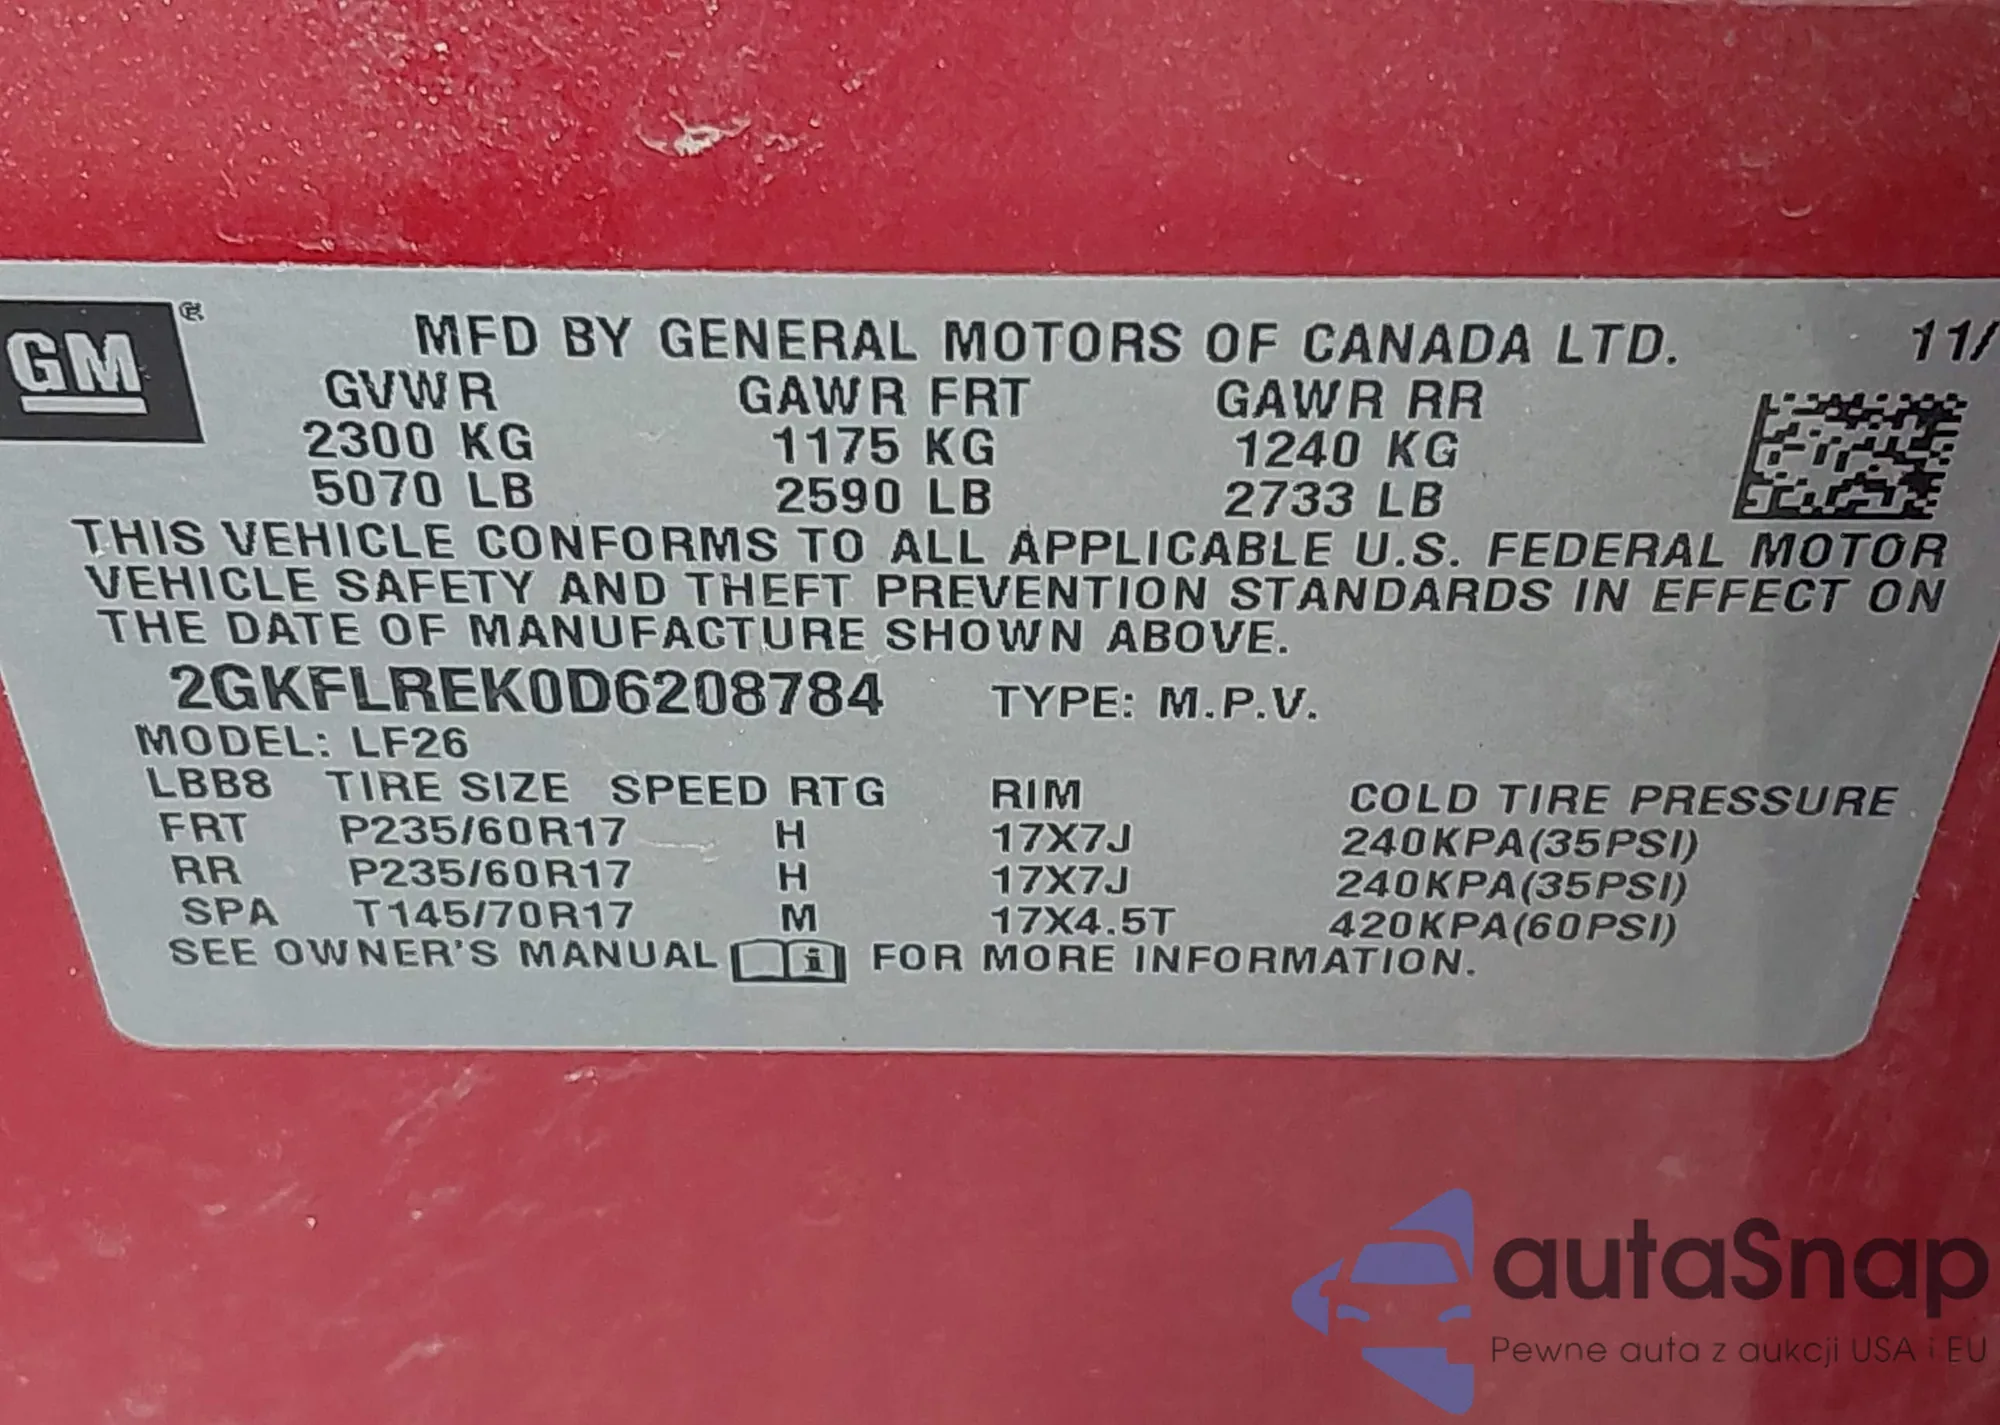 GM ®
MFD BY GENERAL MOTORS OF CANADA LTD. 11/
GVWR GAWR FRT GAWR RR
2300 KG 1175 KG 1240 KG
5070 LB 2590 LB 2733 LB
THIS VEHICLE CONFORMS TO ALL APPLICABLE U.S. FEDERAL MOTOR
VEHICLE SAFETY AND THEFT PREVENTION STANDARDS IN EFFECT ON
THE DATE OF MANUFACTURE SHOWN ABOVE.
2GKFLREK0D6208784 TYPE: M.P.V.
MODEL: LF26
LBB8 TIRE SIZE SPEED RTG RIM COLD TIRE PRESSURE
FRT P235/60R17 H 17X7J 240KPA(35PSI)
RR P235/60R17 H 17X7J 240KPA(35PSI)
SPA T145/70R17 M 17X4.5T 420KPA(60PSI)
SEE OWNER'S MANUAL i FOR MORE INFORMATION.
autaSnap
Pewne auta z aukcji USA i EU